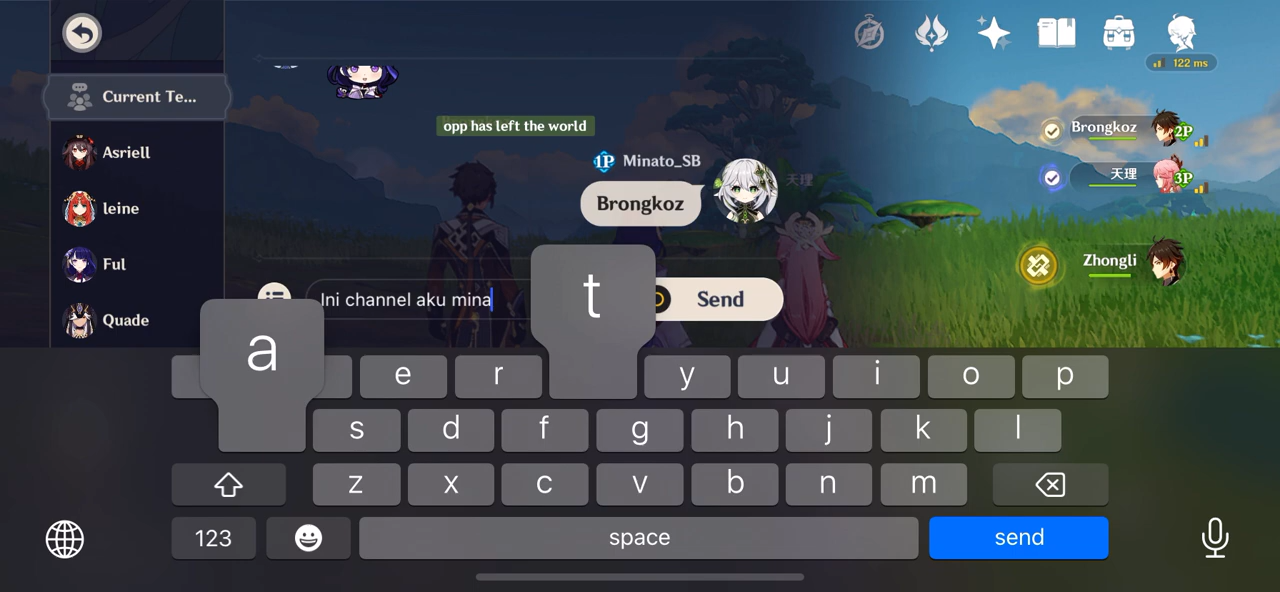 122 ms
Current Te...
Asriell
leine
Ful
Quade
opp has left the world
1P Minato_SB
天理
Brongkoz
Brongkoz 2P
天理 3P
Zhongli
Ini channel aku mina
Send
a
t
e r y u i o p
s d f g h j k l
z x c v b n m
123 space send